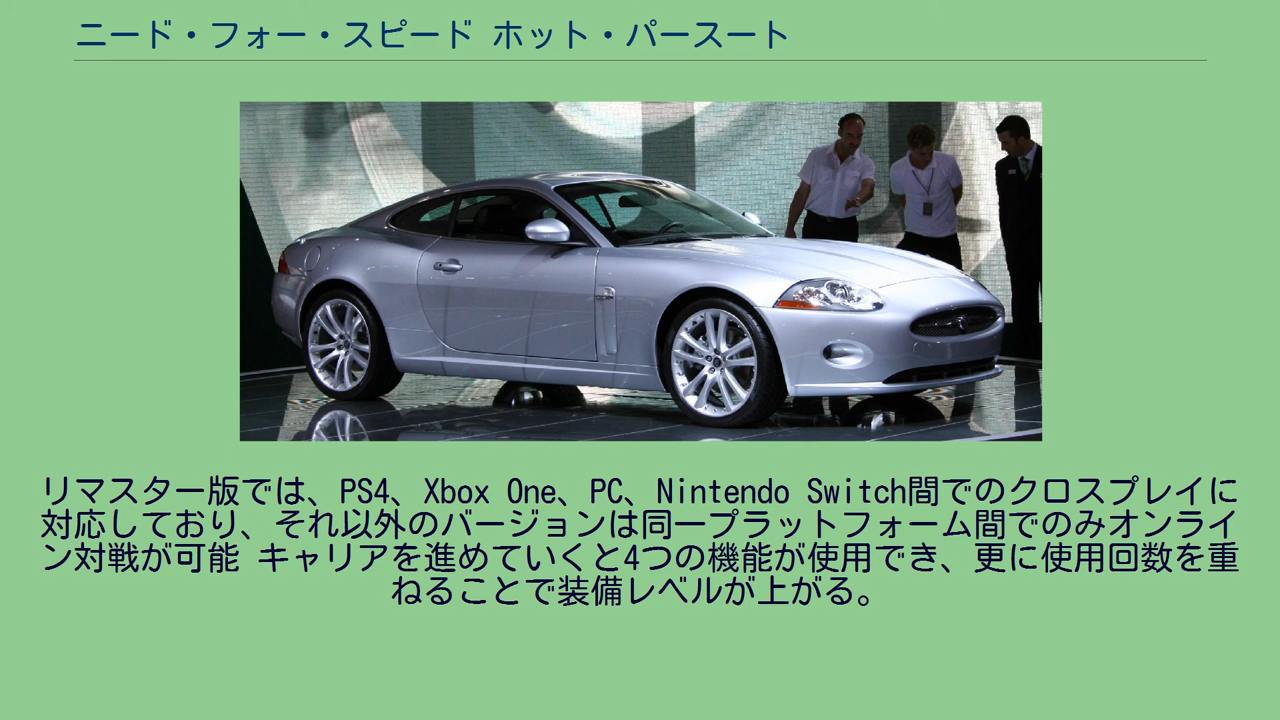 ニード・フォー・スピード ホット・パースート
リマスター版では、PS4、Xbox One、PC、Nintendo Switch間でのクロスプレイに
対応しており、それ以外のバージョンは同一プラットフォーム間でのみオンライ
ン対戦が可能 キャリアを進めていくと4つの機能が使用でき、更に使用回数を重
ねることで装備レベルが上がる。